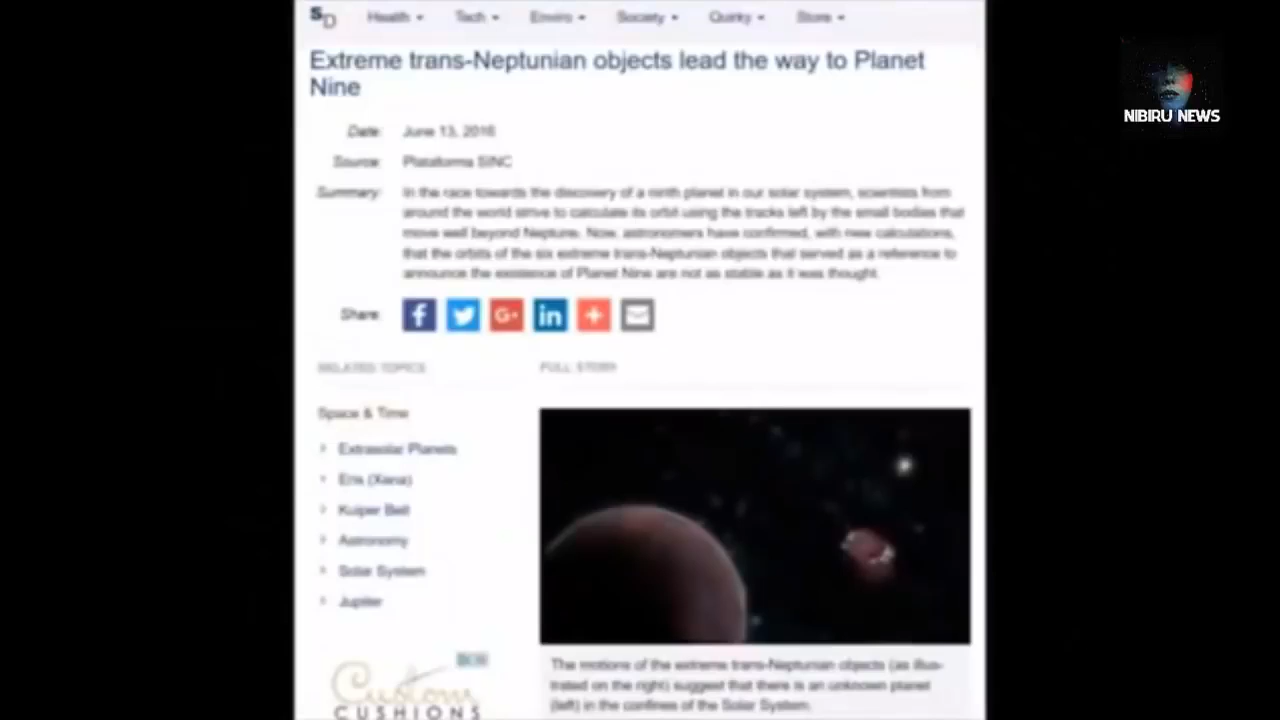 SD
Health Tech Enviro Society Quirky Store
Extreme trans-Neptunian objects lead the way to Planet
Nine
NIBIRU NEWS
Date: June 13, 2016
Source: Plataforma SINC
Summary: In the race towards the discovery of a ninth planet in our solar system, scientists from
around the world strive to calculate its orbit using the tracks left by the small bodies that
move well beyond Neptune. Now, astronomers have confirmed, with new calculations,
that the orbits of the six extreme trans-Neptunian objects that served as a reference to
announce the existence of Planet Nine are not as stable as it was thought.
Share:
f
G+
in
+
RELATED TOPICS
FULL STORY
Space & Time
Extrasolar Planets
Eris (Xena)
Kuiper Belt
Astronomy
Solar System
Jupiter
The motions of the extreme trans-Neptunian objects (as illus-
trated on the right) suggest that there is an unknown planet
(left) in the confines of the Solar System.
Custom
CUSHIONS